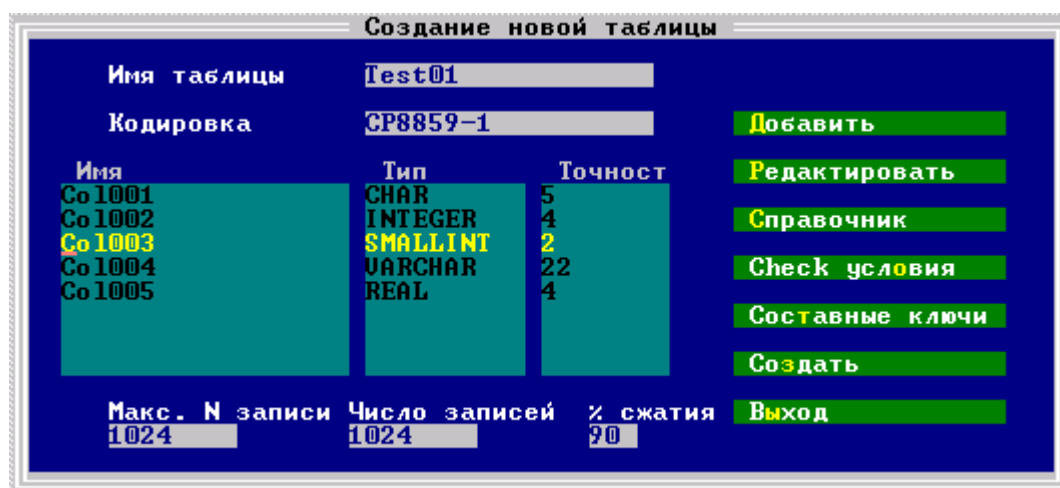 Создание новой таблицы
Имя таблицы Test01
Кодировка CP8859-1
Добавить
Имя Тип Точност
Редактировать
Col001 CHAR 5
Col002 INTEGER 4
Справочник
Col003 SMALLINT 2
Col004 VARCHAR 22
Check условия
Col005 REAL 4
Составные ключи
Создать
Макс. N записи Число записей % сжатия
Выход
1024 1024 90